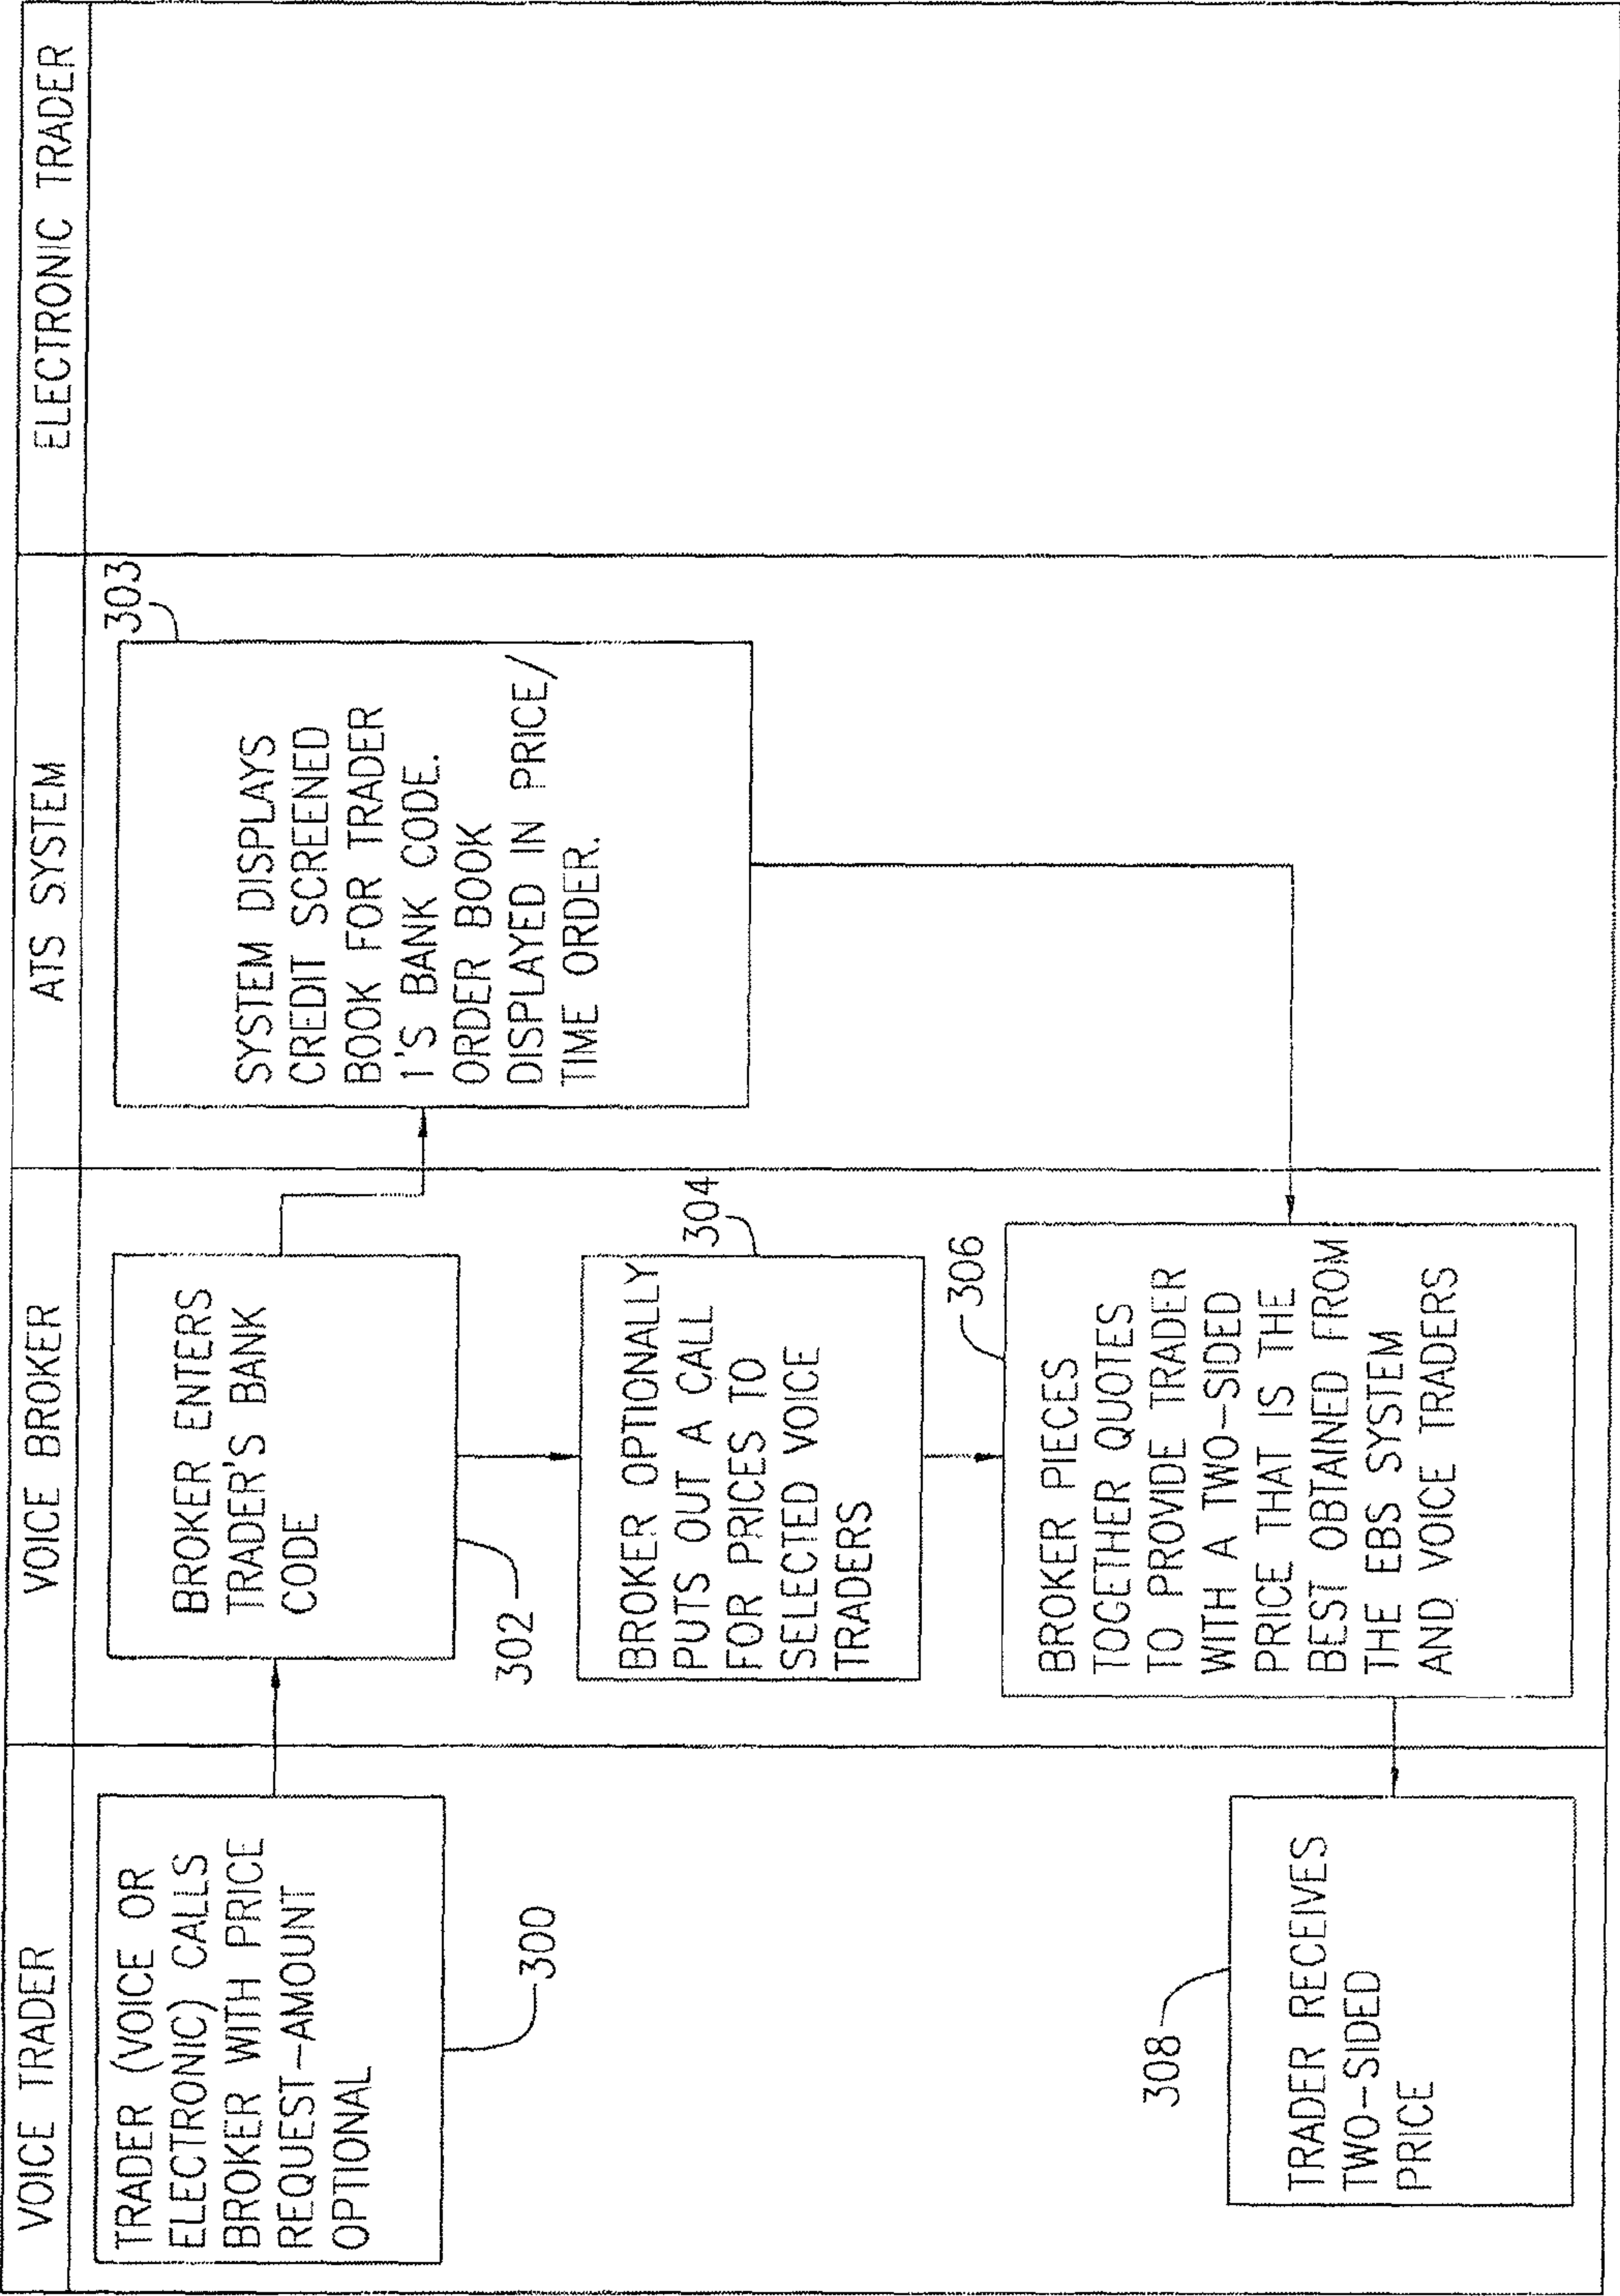 VOICE TRADER
VOICE BROKER
ATS SYSTEM
ELECTRONIC TRADER
TRADER (VOICE OR
ELECTRONIC) CALLS
BROKER WITH PRICE
REQUEST-AMOUNT
OPTIONAL
300
BROKER ENTERS
TRADER'S BANK
CODE
302
SYSTEM DISPLAYS
CREDIT SCREENED
BOOK FOR TRADER
1'S BANK CODE.
ORDER BOOK
DISPLAYED IN PRICE/
TIME ORDER.
303
BROKER OPTIONALLY
PUTS OUT A CALL
FOR PRICES TO
SELECTED VOICE
TRADERS
304
BROKER PIECES
TOGETHER QUOTES
TO PROVIDE TRADER
WITH A TWO-SIDED
PRICE THAT IS THE
BEST OBTAINED FROM
THE EBS SYSTEM
AND VOICE TRADERS
306
TRADER RECEIVES
TWO-SIDED
PRICE
308